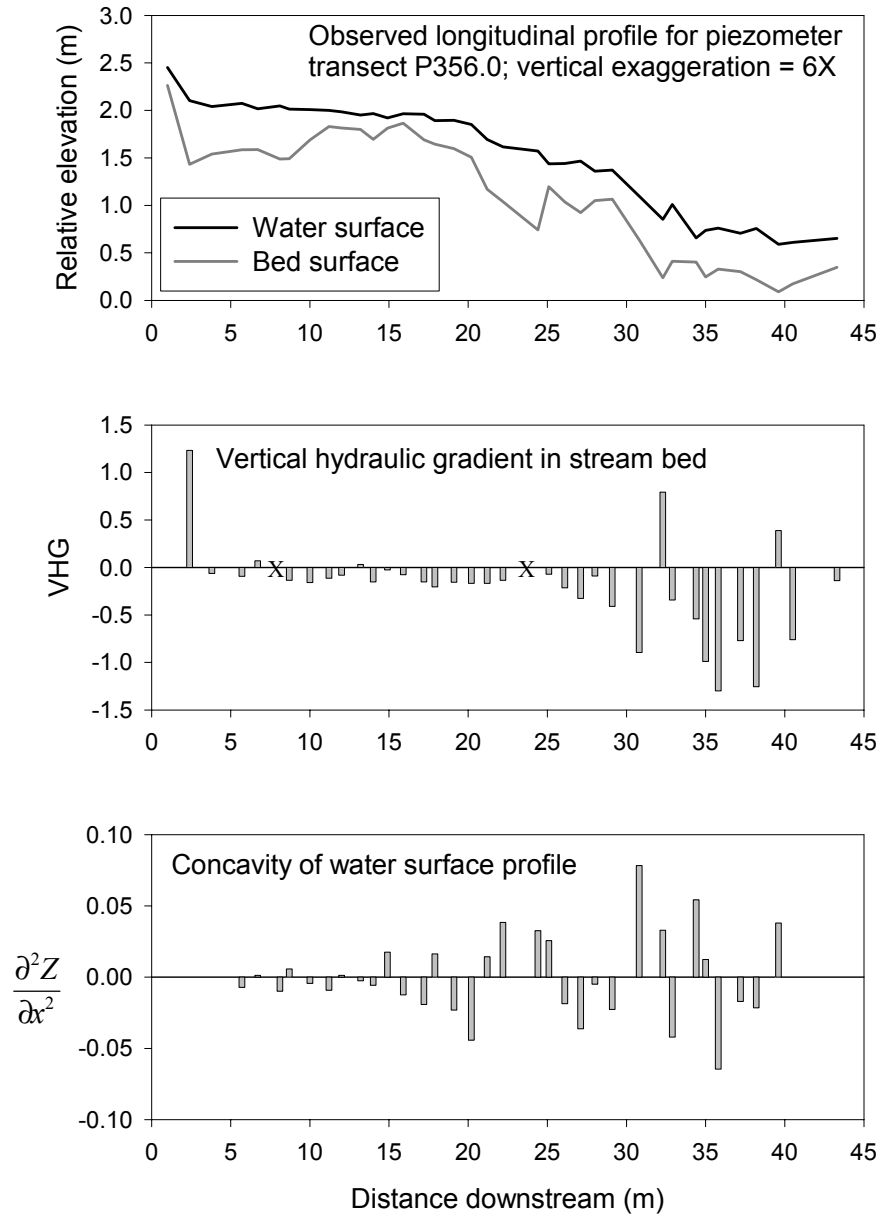 Observed longitudinal profile for piezometer
transect P356.0; vertical exaggeration = 6X
Relative elevation (m)
3.0
2.5
2.0
1.5
1.0
0.5
0.0
Water surface
Bed surface
0 5 10 15 20 25 30 35 40 45
Vertical hydraulic gradient in stream bed
VHG
1.5
1.0
0.5
0.0
-0.5
-1.0
-1.5
X X
0 5 10 15 20 25 30 35 40 45
Concavity of water surface profile
∂²Z
∂x²
0.10
0.05
0.00
-0.05
-0.10
0 5 10 15 20 25 30 35 40 45
Distance downstream (m)